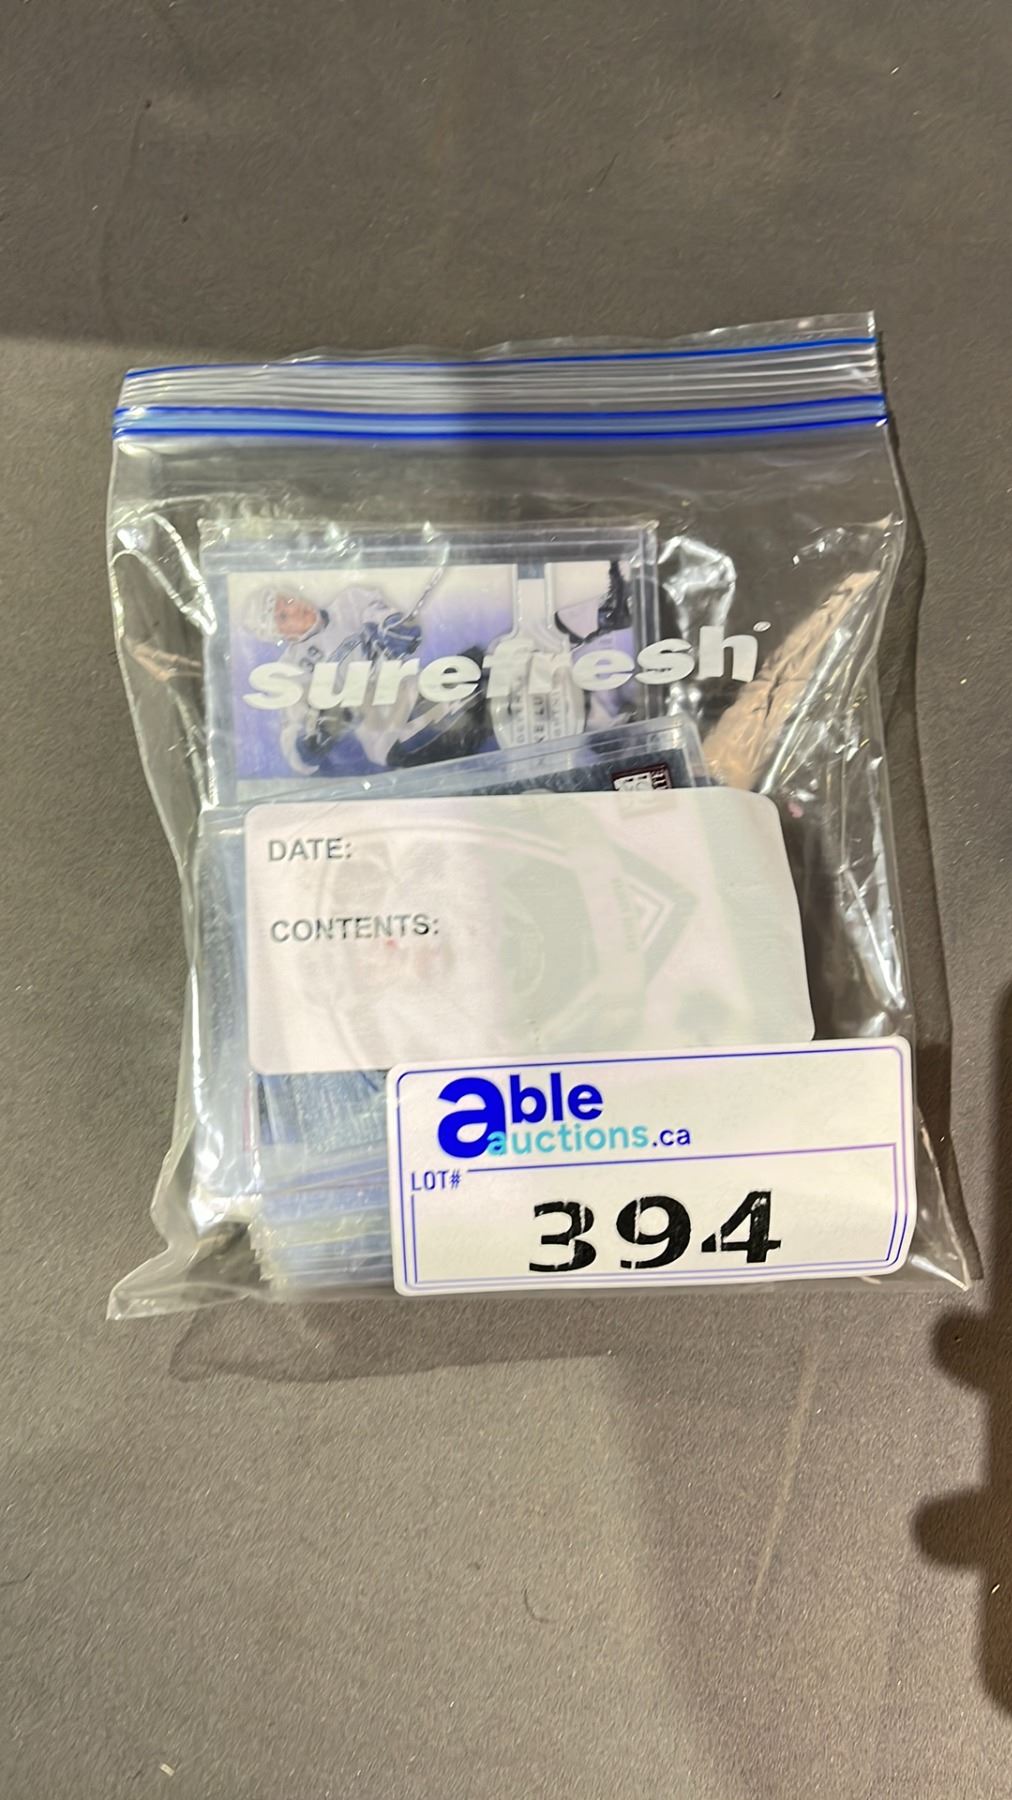 surefresh®
DATE:
CONTENTS:
able
auctions.ca
LOT#
394